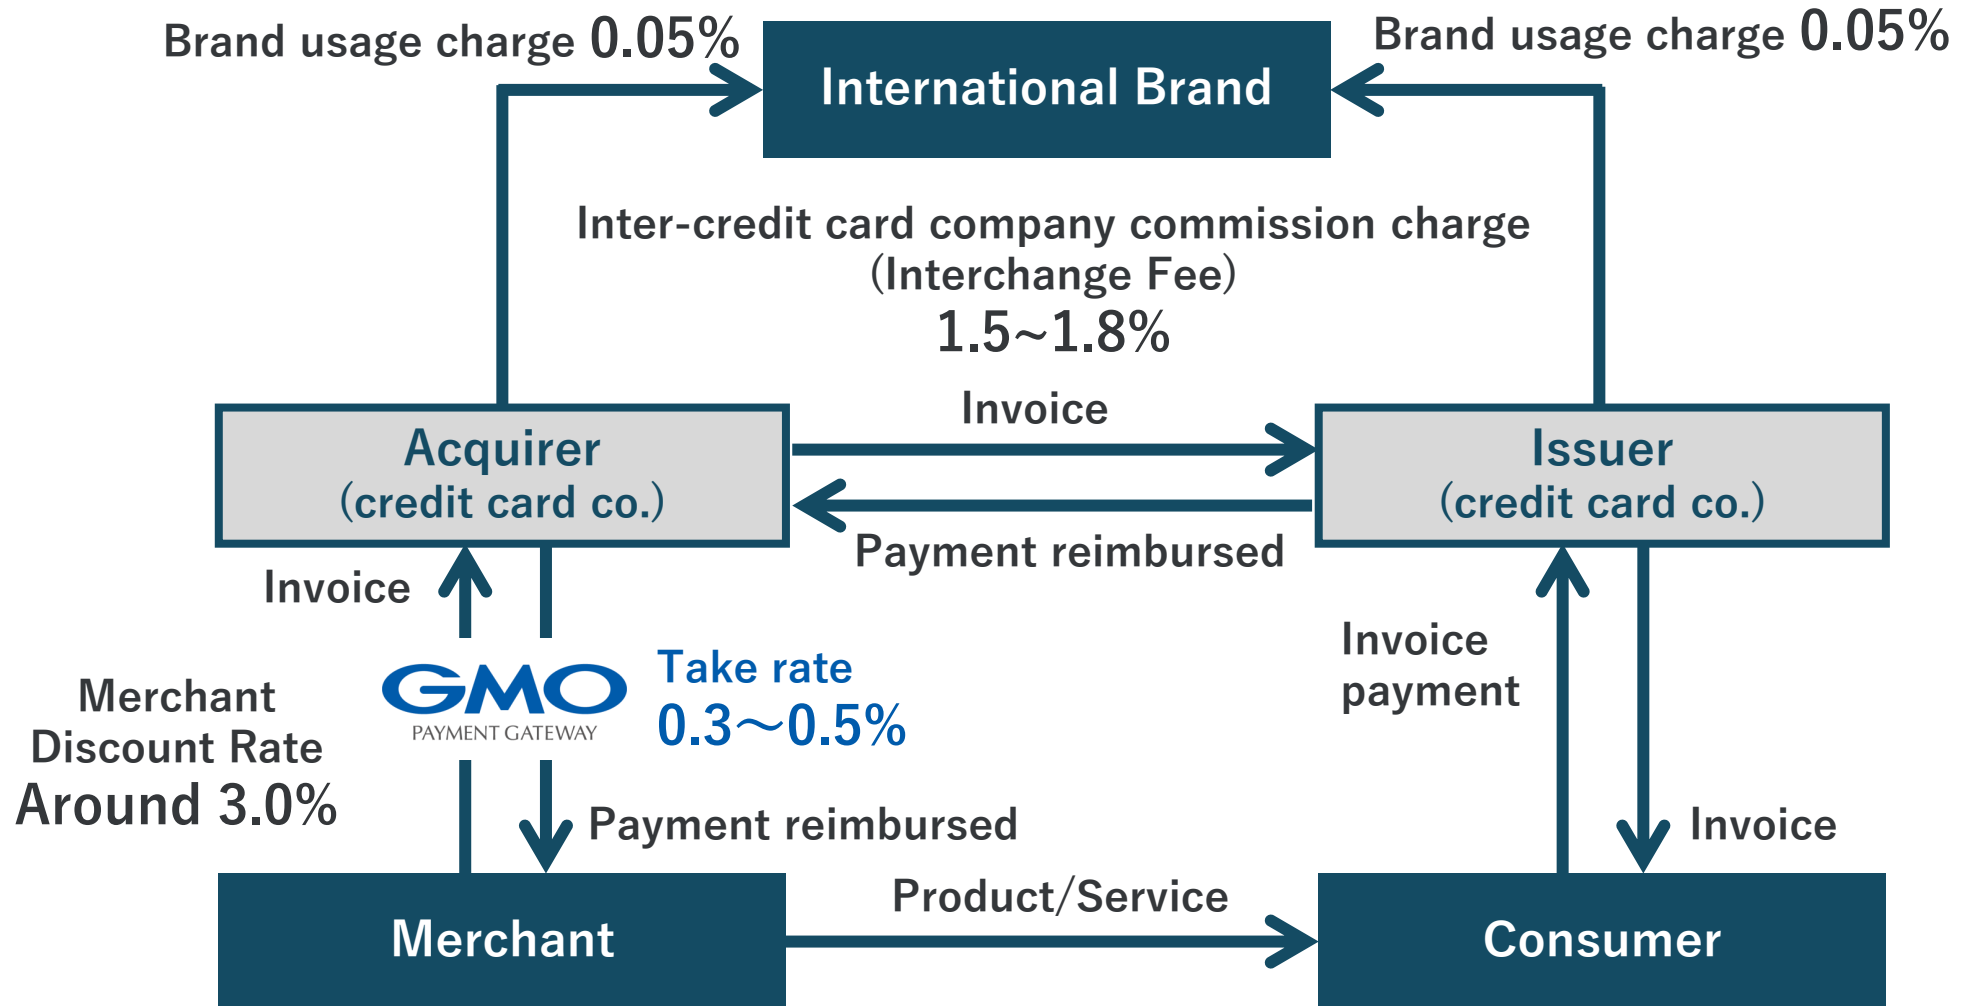 Brand usage charge 0.05%
Brand usage charge 0.05%
International Brand
Inter-credit card company commission charge
(Interchange Fee)
1.5~1.8%
Invoice
Acquirer
(credit card co.)
Issuer
(credit card co.)
Payment reimbursed
Invoice
Merchant
Discount Rate
Around 3.0%
GMO
PAYMENT GATEWAY
Take rate
0.3～0.5%
Invoice
payment
Payment reimbursed
Invoice
Product/Service
Merchant
Consumer